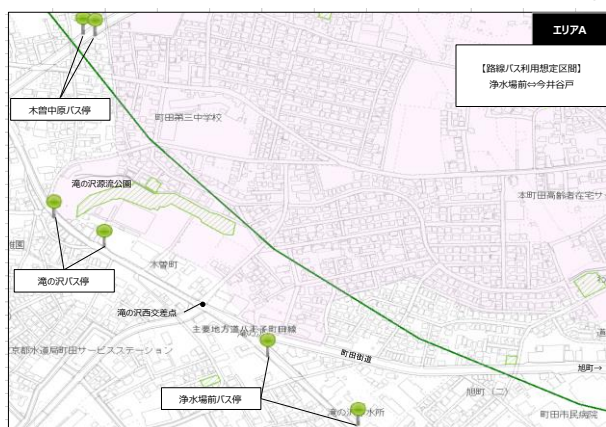 エリアA
【路線バス利用想定区間】
浄水場前⇔今井谷戸
木曽中原バス停
町田第三中学校
滝の沢源流公園
本町田高齢者在宅サ
滝の沢バス停
木曽町
滝の沢西交差点
主要地方道八王子町田線
京都水道局町田サービスステーション
町田街道
旭町→
浄水場前バス停
旭町（二）
滝の沢浄水所
町田市民病院